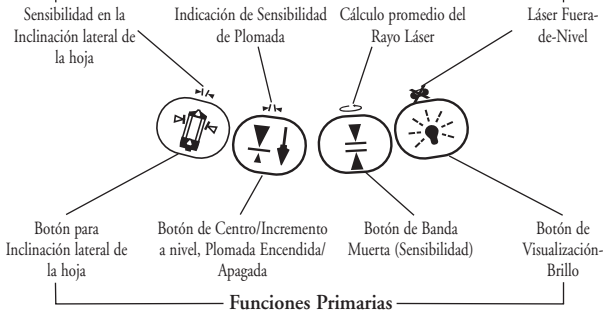 Sensibilidad en la
Inclinación lateral de
la hoja
Indicación de Sensibilidad
de Plomada
Cálculo promedio del
Rayo Láser
Láser Fuera-
de-Nivel
Botón para
Inclinación lateral de
la hoja
Botón de Centro/Incremento
a nivel, Plomada Encendida/
Apagada
Botón de Banda
Muerta (Sensibilidad)
Botón de
Visualización-
Brillo
Funciones Primarias